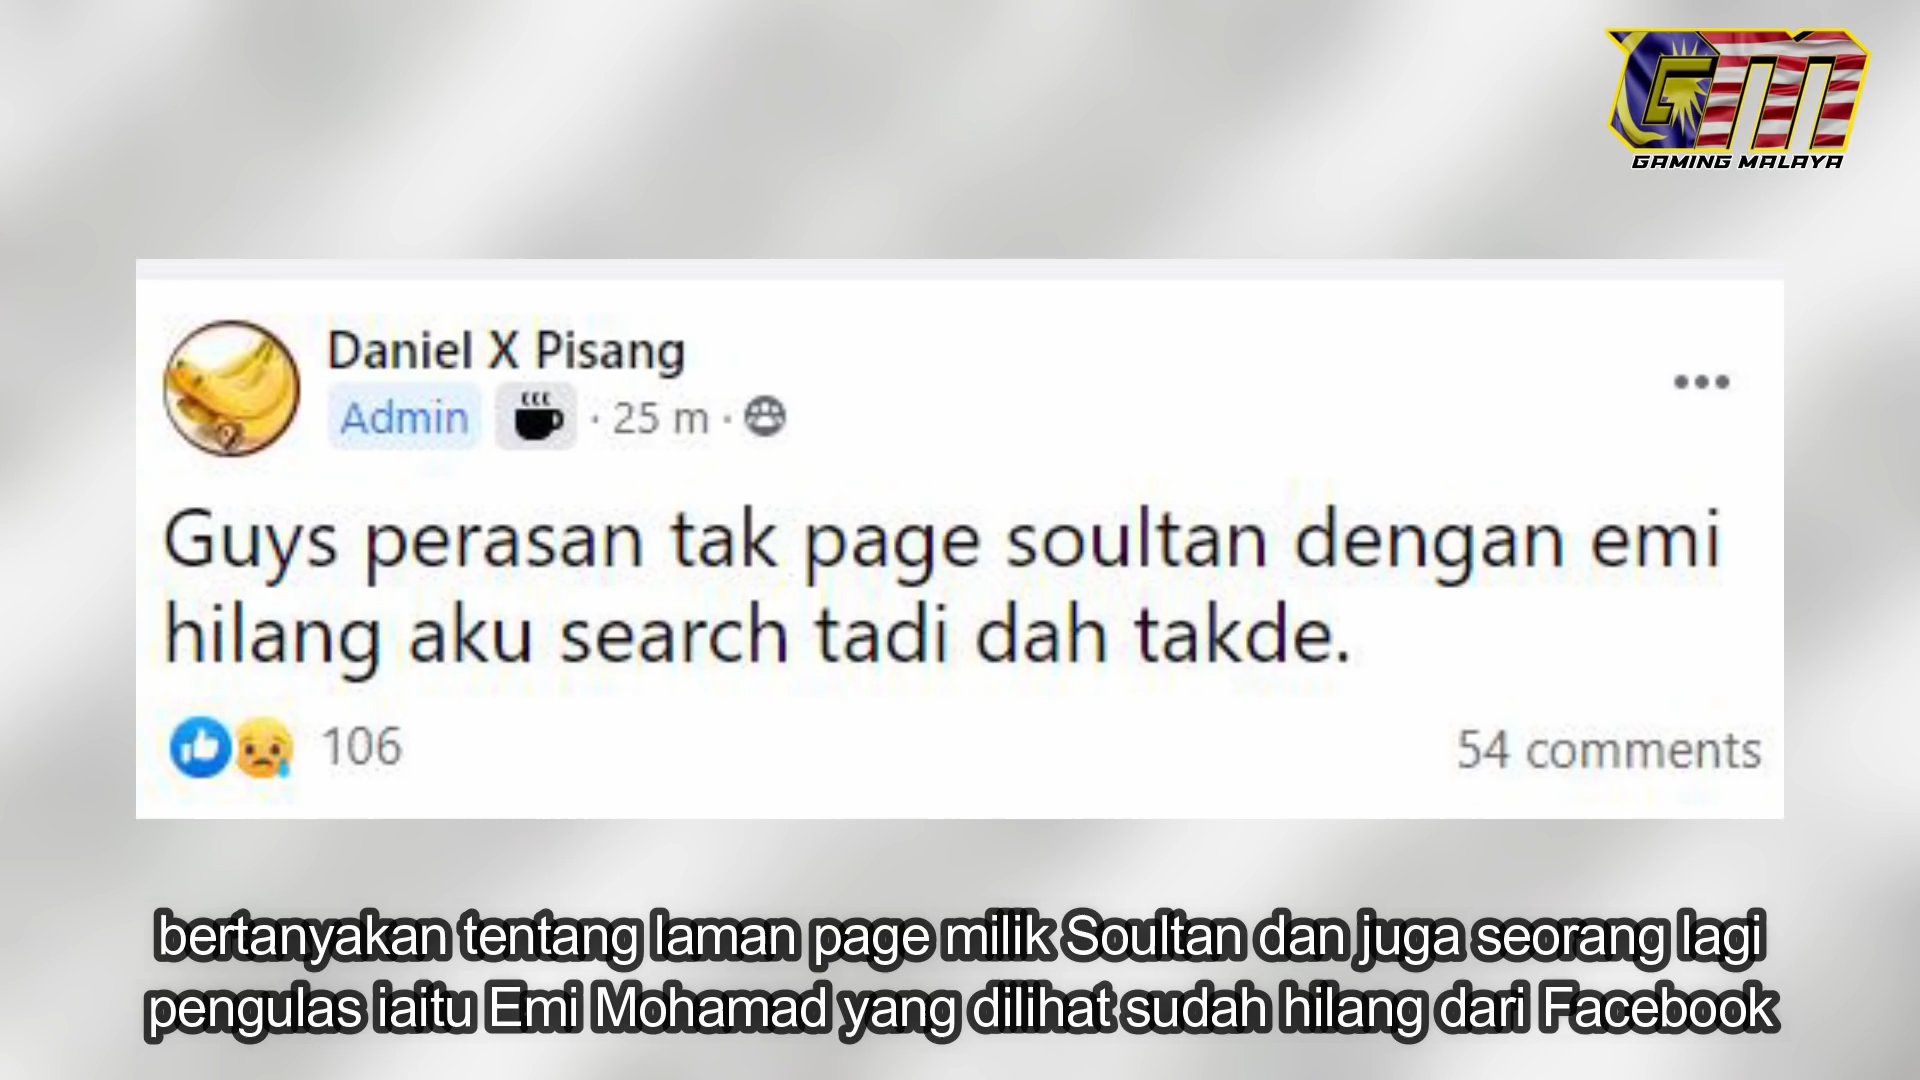 GM
GAMING MALAYA
Daniel X Pisang
Admin · 25 m ·
Guys perasan tak page soultan dengan emi
hilang aku search tadi dah takde.
106
54 comments
bertanyakan tentang laman page milik Soultan dan juga seorang lagi
pengulas iaitu Emi Mohamad yang dilihat sudah hilang dari Facebook